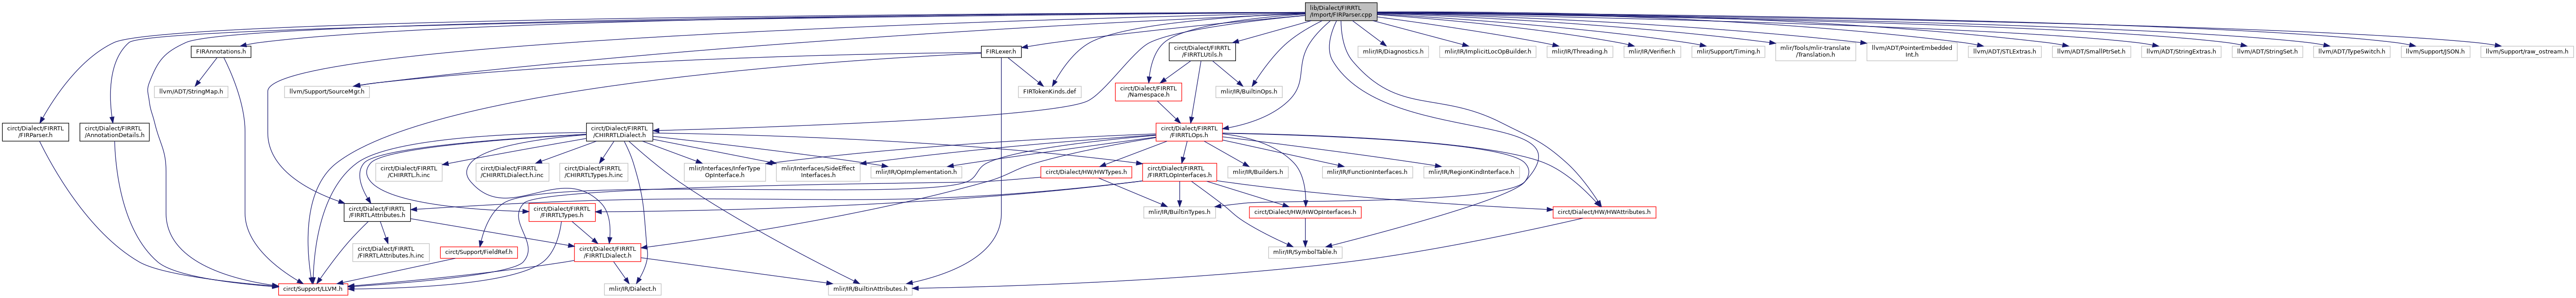 lib/Dialect/FIRRTL
/Import/FIRParser.cpp
FIRAnnotations.h
FIRLexer.h
circt/Dialect/FIRRTL
/FIRRTLUtils.h
mlir/IR/Diagnostics.h
mlir/IR/ImplicitLocOpBuilder.h
mlir/IR/Threading.h
mlir/IR/Verifier.h
mlir/Support/Timing.h
mlir/Tools/mlir-translate
/Translation.h
llvm/ADT/PointerEmbedded
Int.h
llvm/ADT/STLExtras.h
llvm/ADT/SmallPtrSet.h
llvm/ADT/StringExtras.h
llvm/ADT/StringSet.h
llvm/ADT/TypeSwitch.h
llvm/Support/JSON.h
llvm/Support/raw_ostream.h
llvm/ADT/StringMap.h
llvm/Support/SourceMgr.h
FIRTokenKinds.def
circt/Dialect/FIRRTL
/Namespace.h
mlir/IR/BuiltinOps.h
circt/Dialect/FIRRTL
/FIRParser.h
circt/Dialect/FIRRTL
/AnnotationDetails.h
circt/Dialect/FIRRTL
/CHIRRTLDialect.h
circt/Dialect/FIRRTL
/FIRRTLOps.h
circt/Dialect/FIRRTL
/CHIRRTL.h.inc
circt/Dialect/FIRRTL
/CHIRRTLDialect.h.inc
circt/Dialect/FIRRTL
/CHIRRTLTypes.h.inc
mlir/Interfaces/InferType
OpInterface.h
mlir/Interfaces/SideEffect
Interfaces.h
mlir/IR/OpImplementation.h
circt/Dialect/HW/HWTypes.h
circt/Dialect/FIRRTL
/FIRRTLOpInterfaces.h
mlir/IR/Builders.h
mlir/IR/FunctionInterfaces.h
mlir/IR/RegionKindInterface.h
circt/Dialect/FIRRTL
/FIRRTLAttributes.h
circt/Dialect/FIRRTL
/FIRRTLTypes.h
mlir/IR/BuiltinTypes.h
circt/Dialect/HW/HWOpInterfaces.h
circt/Dialect/HW/HWAttributes.h
circt/Dialect/FIRRTL
/FIRRTLAttributes.h.inc
circt/Support/FieldRef.h
circt/Dialect/FIRRTL
/FIRRTLDialect.h
mlir/IR/SymbolTable.h
circt/Support/LLVM.h
mlir/IR/Dialect.h
mlir/IR/BuiltinAttributes.h